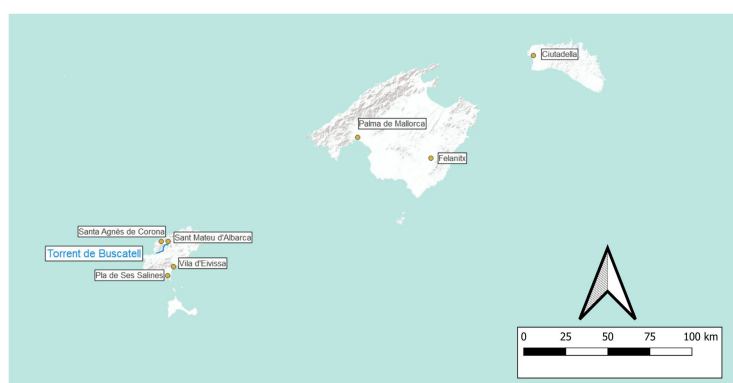 Ciutadella
Palma de Mallorca
Felanitx
Santa Agnès de Corona
Sant Mateu d'Albarca
Torrent de Buscatell
Vila d'Eivissa
Pla de Ses Salines
0 25 50 75 100 km